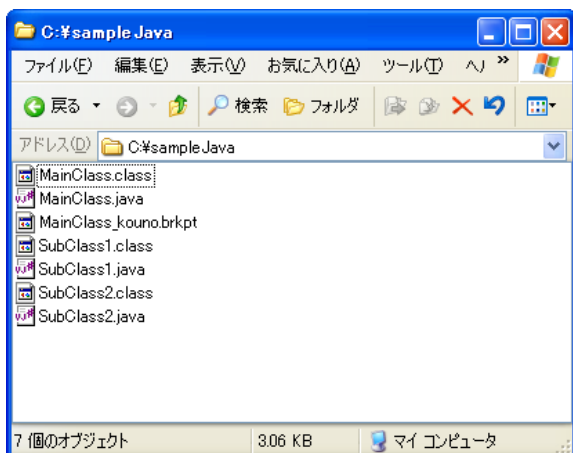 C:¥sampleJava
ファイル(F) 編集(E) 表示(V) お気に入り(A) ツール(T) ヘ) »
戻る 検索 フォルダ
アドレス(D) C:¥sampleJava
MainClass.class
MainClass.java
MainClass_kouno.brkpt
SubClass1.class
SubClass1.java
SubClass2.class
SubClass2.java
7 個のオブジェクト 3.06 KB マイ コンピュータ